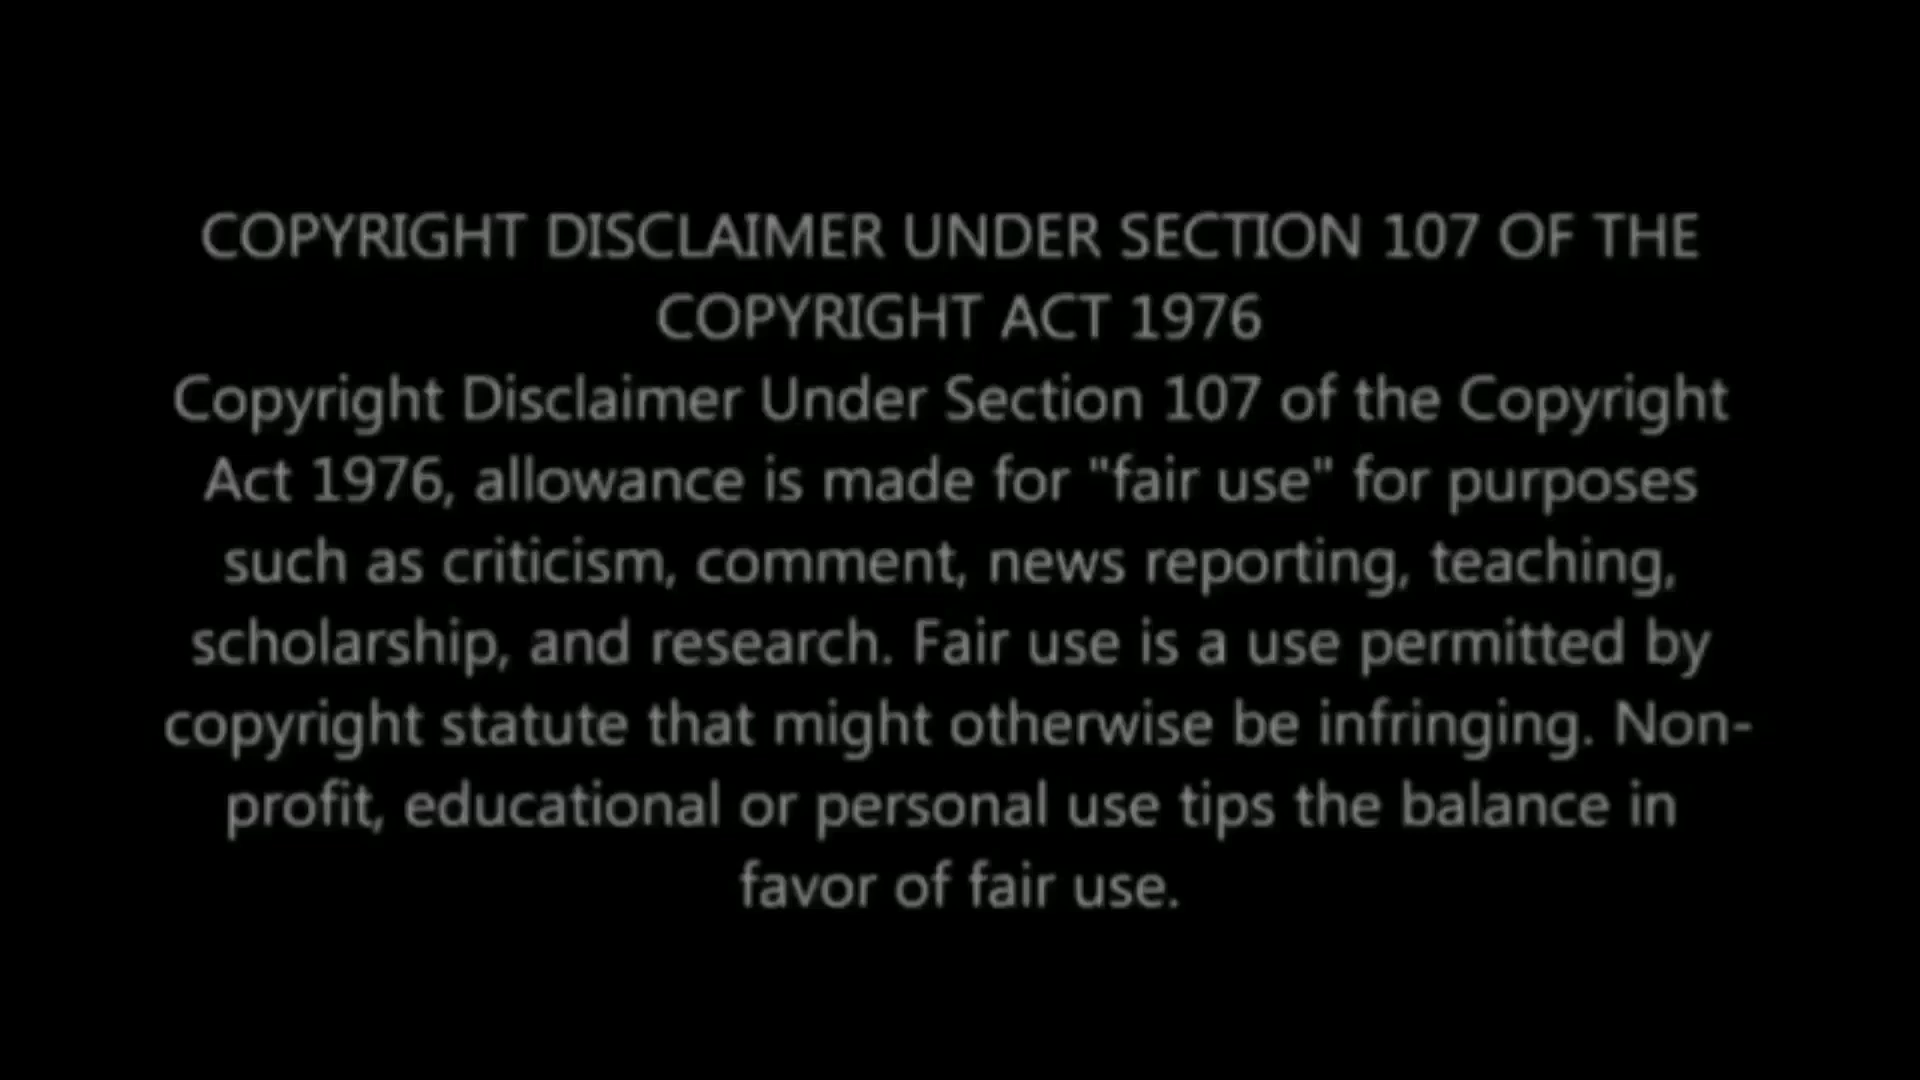 COPYRIGHT DISCLAIMER UNDER SECTION 107 OF THE
COPYRIGHT ACT 1976
Copyright Disclaimer Under Section 107 of the Copyright
Act 1976, allowance is made for "fair use" for purposes
such as criticism, comment, news reporting, teaching,
scholarship, and research. Fair use is a use permitted by
copyright statute that might otherwise be infringing. Non-
profit, educational or personal use tips the balance in
favor of fair use.